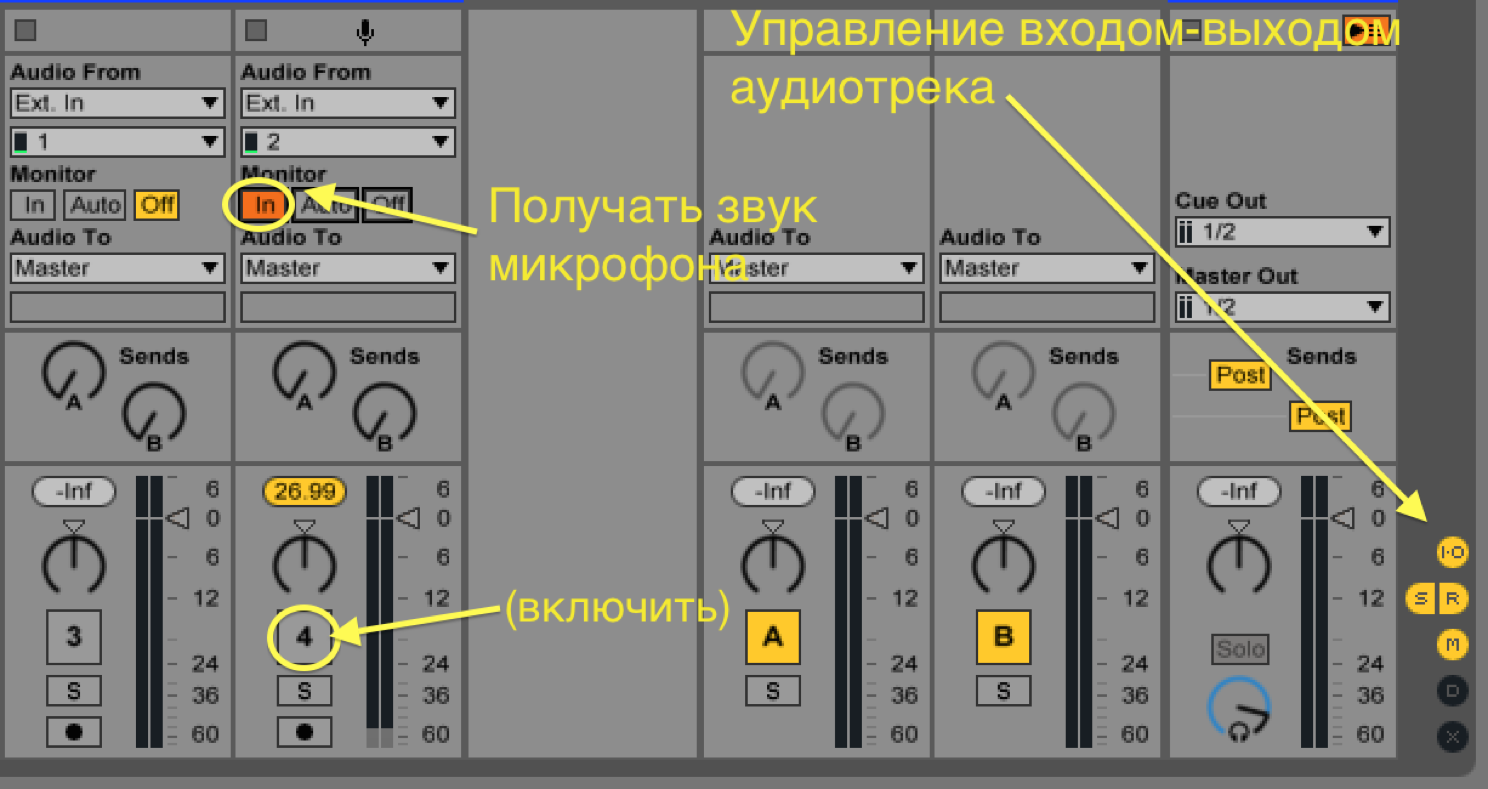 Управление входом-выходом
аудиотрека
Audio From
Audio From
Ext. In
Ext. In
1
2
Monitor
Monitor
In Auto Off
In Auto Off
Получать звук
микрофона
Cue Out
1/2
Audio To
Audio To
Audio To
Audio To
Master
Master
Master
Master
Master Out
1/2
Sends
Sends
Sends
Sends
Sends
A
A
A
A
Post
B
B
B
B
Post
-Inf
26.99
-Inf
-Inf
-Inf
6
6
6
6
6
0
0
0
0
0
6
6
6
6
6
I·O
12
12
12
12
12
S R
(включить)
3
4
A
B
Solo
M
24
24
24
24
24
S
S
S
S
36
36
36
36
36
D
60
60
60
60
60
X